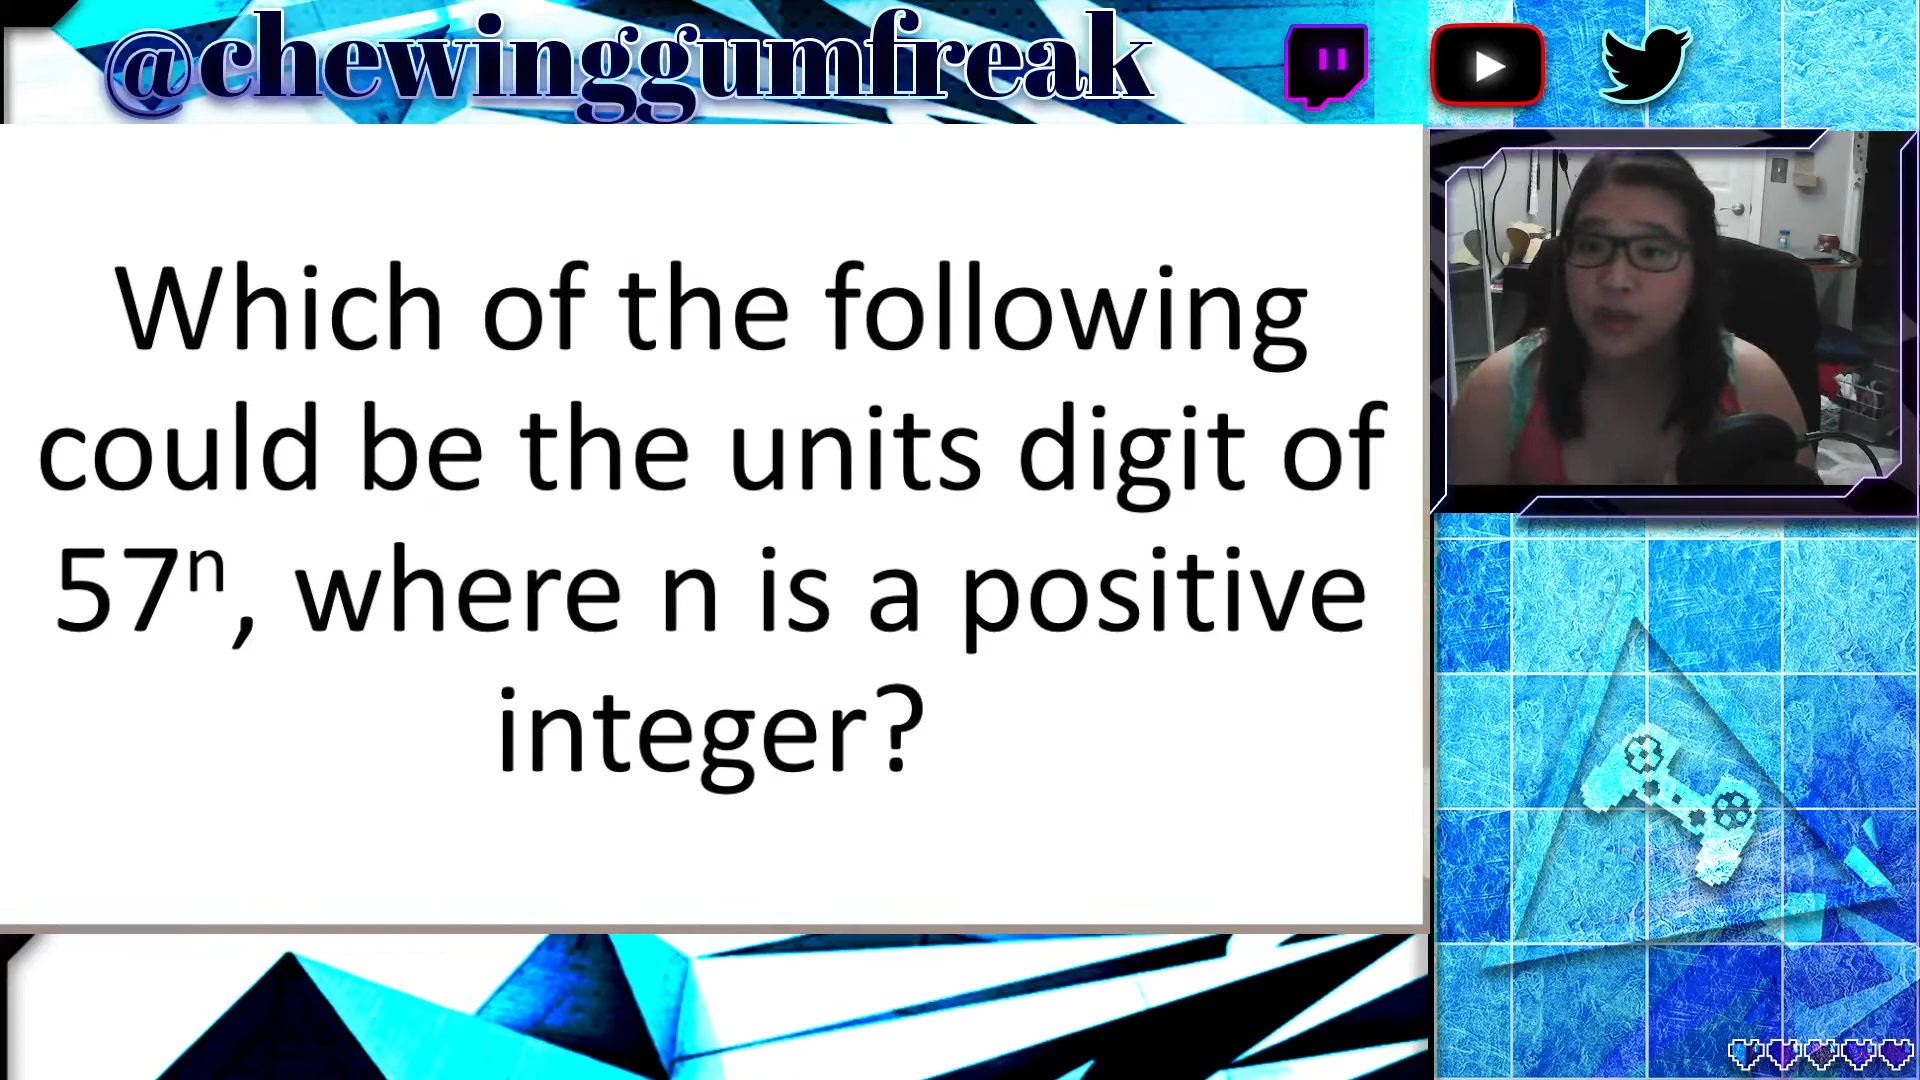 @chewinggumfreak
Which of the following
could be the units digit of
57ⁿ, where n is a positive
integer?